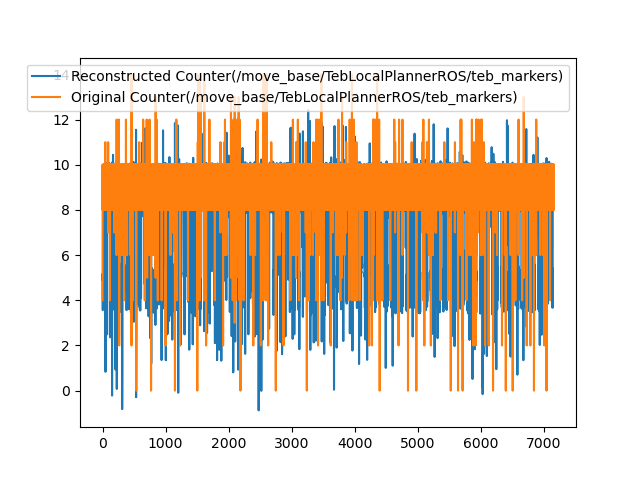 14
Reconstructed Counter(/move_base/TebLocalPlannerROS/teb_markers)
Original Counter(/move_base/TebLocalPlannerROS/teb_markers)
12
10
8
6
4
2
0
0 1000 2000 3000 4000 5000 6000 7000